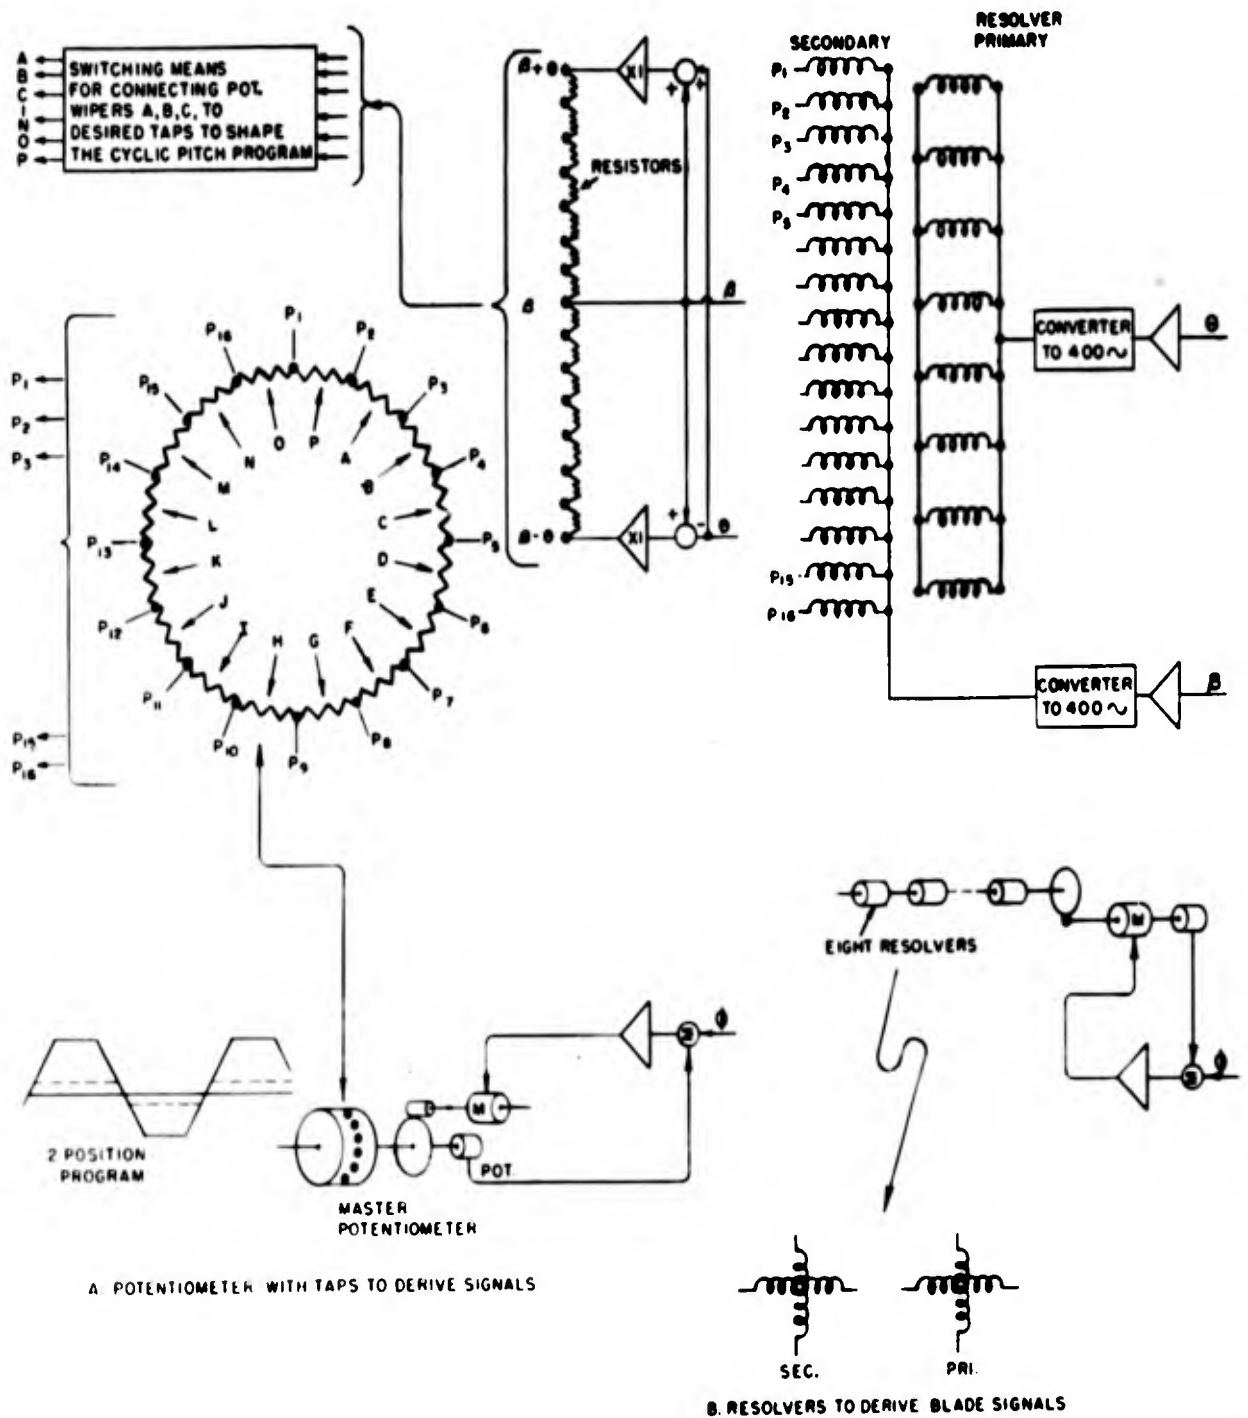 A
B
C
I
N
O
P
SWITCHING MEANS
FOR CONNECTING POT.
WIPERS A, B, C, TO
DESIRED TAPS TO SHAPE
THE CYCLIC PITCH PROGRAM
β+θ
X1
+
+
RESISTORS
β
β
β-θ
X1
+
-
θ
SECONDARY
RESOLVER
PRIMARY
P1
P2
P3
P4
P5
P15
P16
CONVERTER
TO 400~
θ
CONVERTER
TO 400~
β
P1
P2
P3
P15
P16
P1
P2
P3
P4
P5
P6
P7
P8
P9
P10
P11
P12
P13
P14
P15
P16
A
B
C
D
E
F
G
H
I
J
K
L
M
N
O
P
2 POSITION
PROGRAM
MASTER
POTENTIOMETER
M
POT.
Σ
ϕ
A. POTENTIOMETER WITH TAPS TO DERIVE SIGNALS
EIGHT RESOLVERS
M
Σ
ϕ
SEC.
PRI.
B. RESOLVERS TO DERIVE BLADE SIGNALS